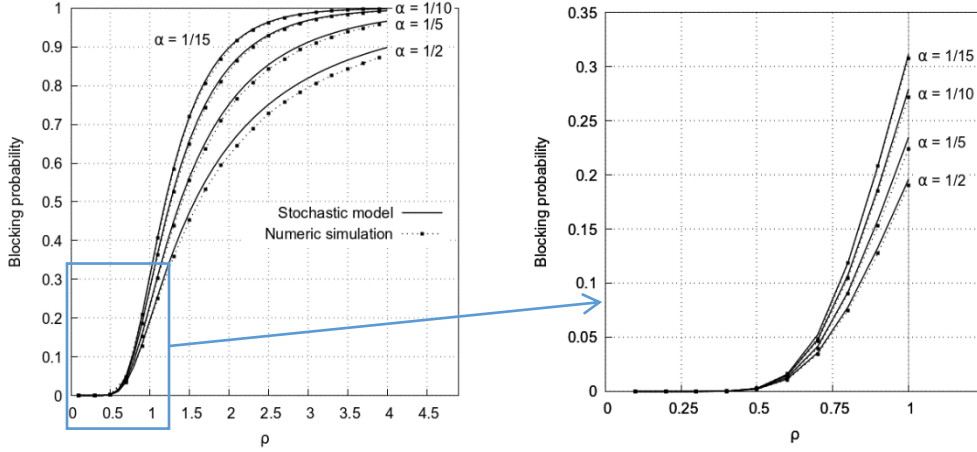 1
0.9
0.8
0.7
0.6
0.5
0.4
0.3
0.2
0.1
0
Blocking probability
α = 1/15
α = 1/10
α = 1/5
α = 1/2
Stochastic model
Numeric simulation
0 0.5 1 1.5 2 2.5 3 3.5 4 4.5
ρ
0.35
0.3
0.25
0.2
0.15
0.1
0.05
0
Blocking probability
α = 1/15
α = 1/10
α = 1/5
α = 1/2
0 0.25 0.5 0.75 1
ρ